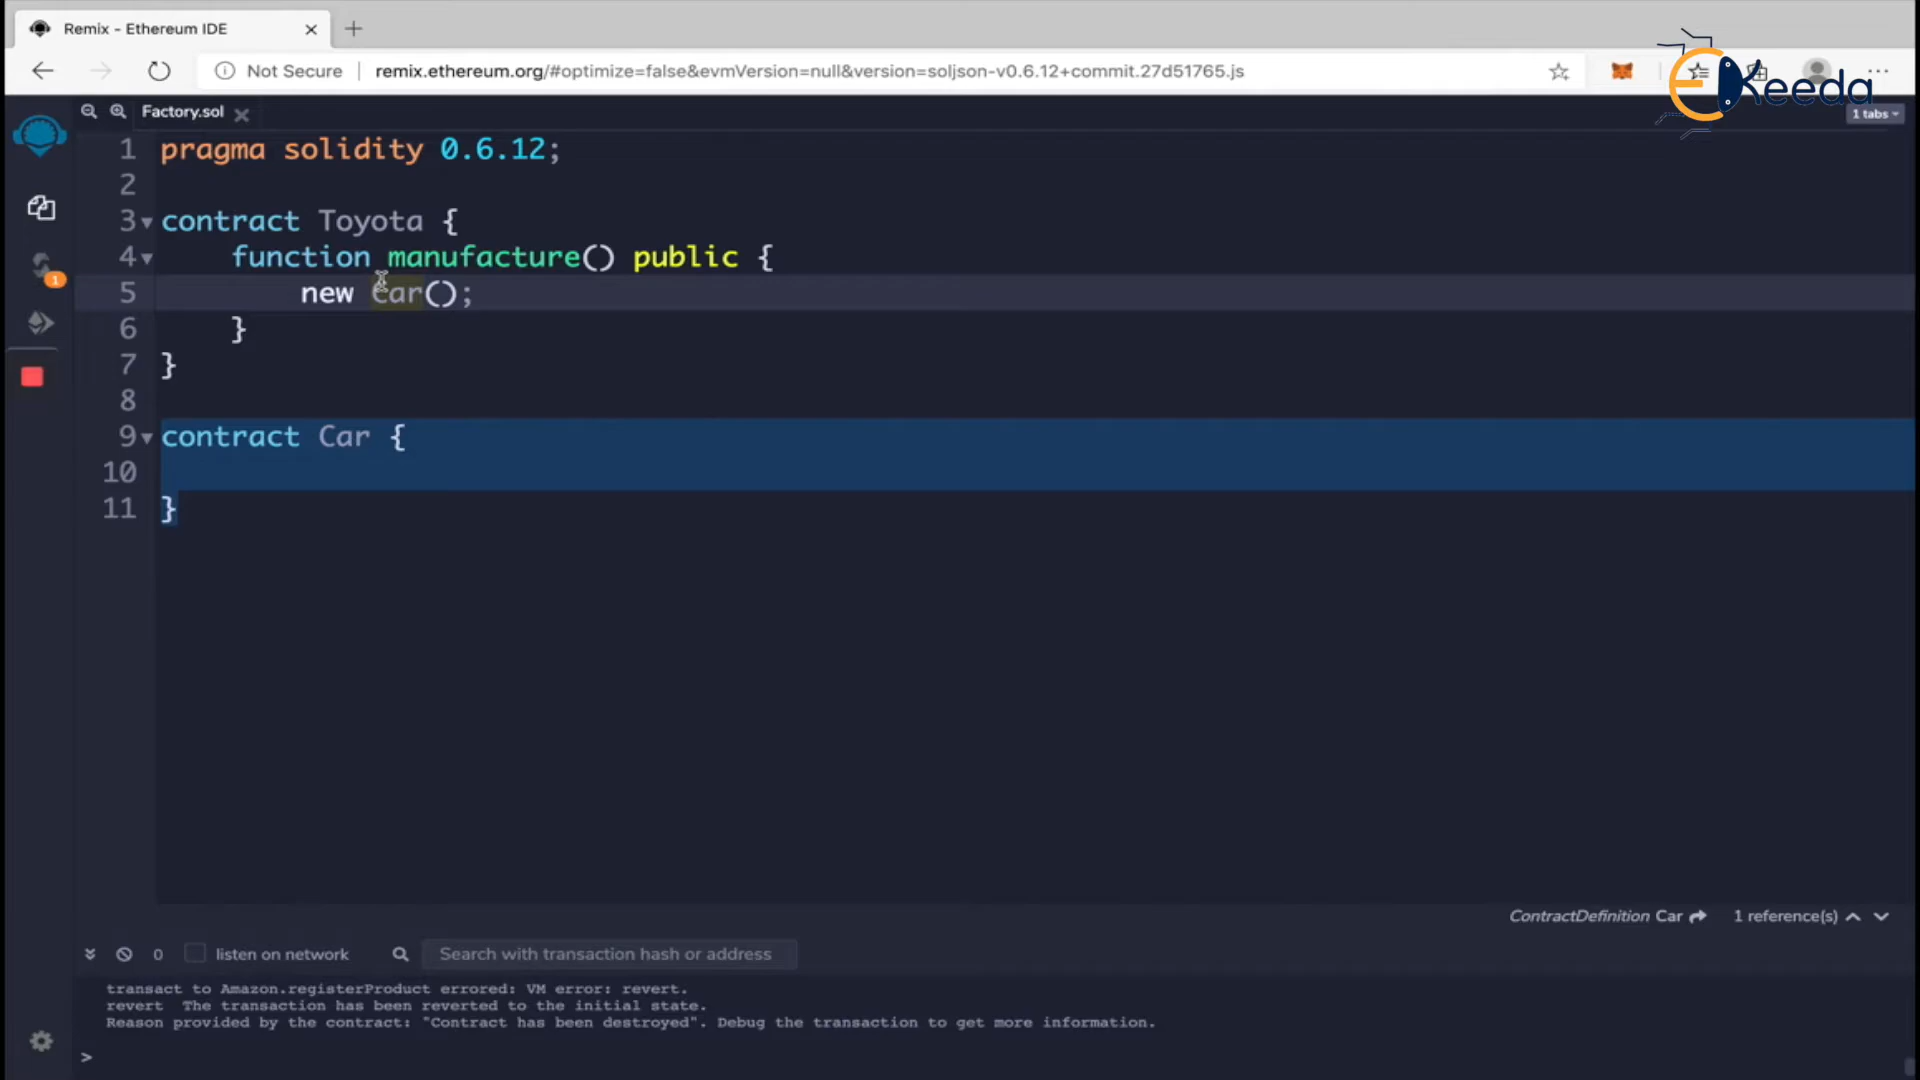 Remix - Ethereum IDE
Not Secure
remix.ethereum.org/#optimize=false&evmVersion=null&version=soljson-v0.6.12+commit.27d51765.js
EKeeda
Factory.sol
1 tabs
1 pragma solidity 0.6.12;
2
3 contract Toyota {
4 function manufacture() public {
5 new Car();
6 }
7 }
8
9 contract Car {
10
11 }
1
ContractDefinition Car 1 reference(s)
0 listen on network Search with transaction hash or address
transact to Amazon.registerProduct errored: VM error: revert.
revert The transaction has been reverted to the initial state.
Reason provided by the contract: "Contract has been destroyed". Debug the transaction to get more information.
>